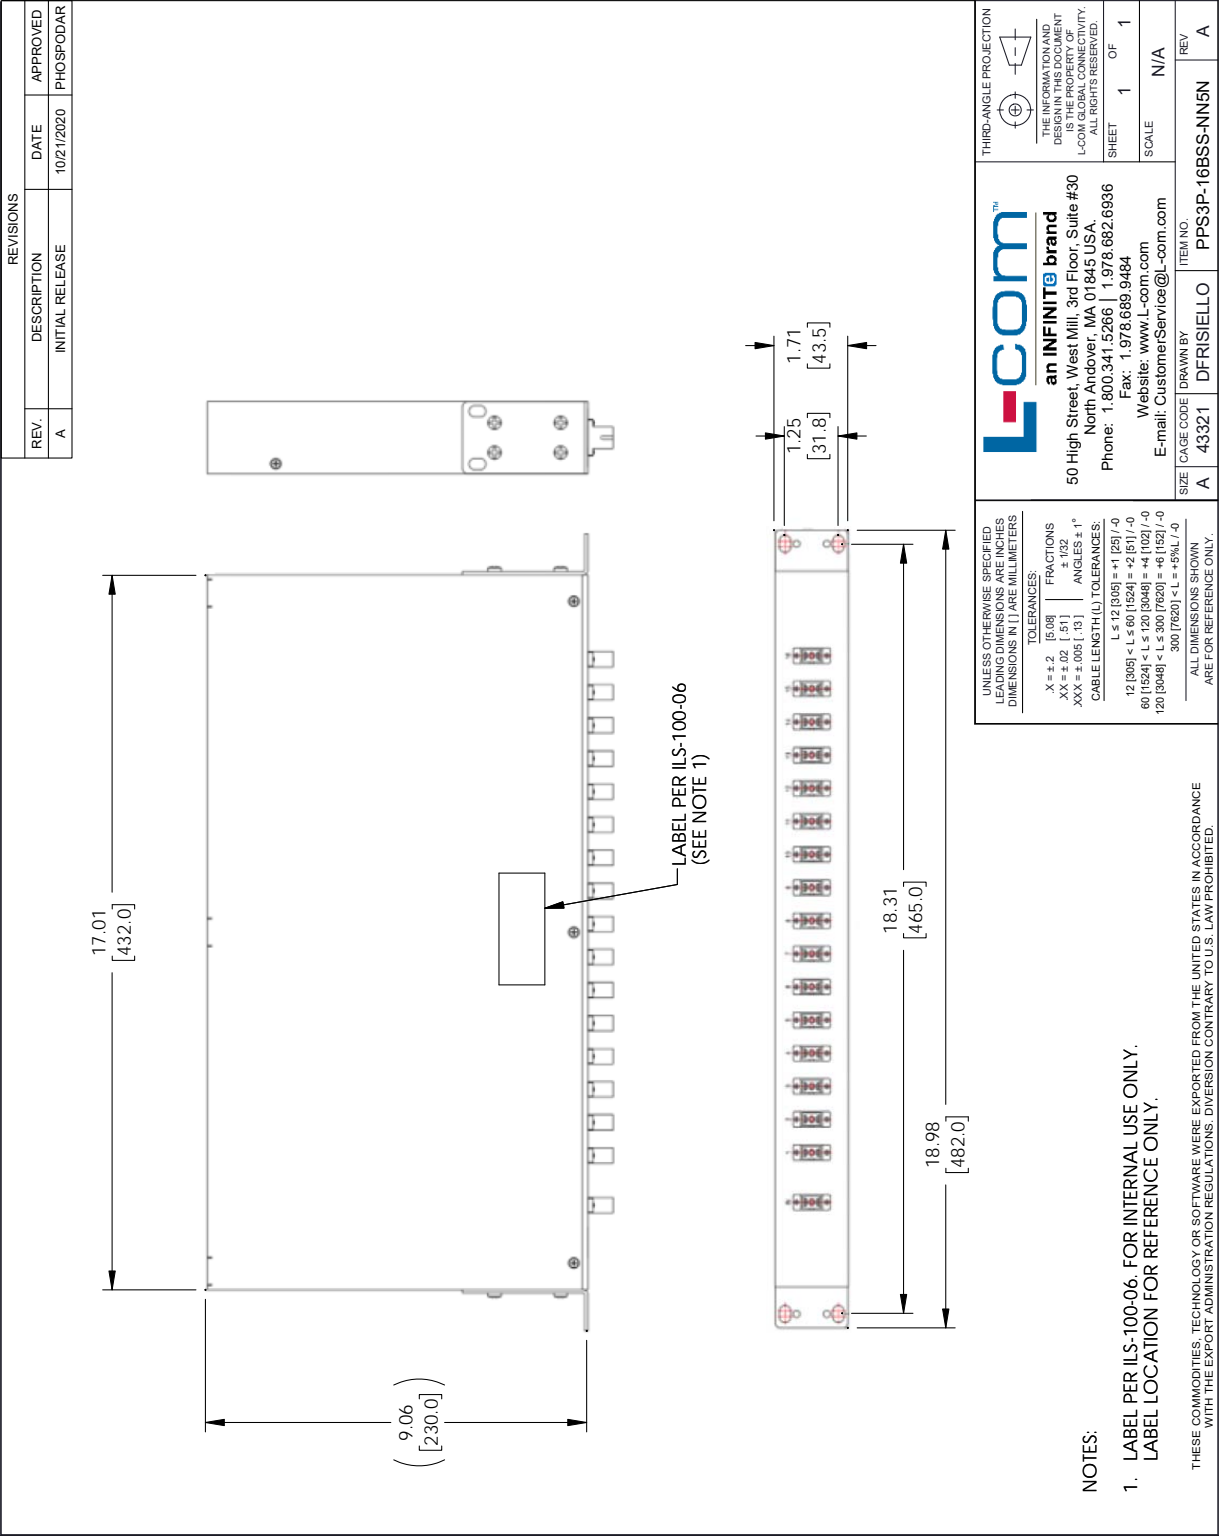 REVISIONS
REV. DESCRIPTION DATE APPROVED
A INITIAL RELEASE 10/21/2020 PHOSPODAR
17.01
[432.0]
9.06
[230.0]
LABEL PER ILS-100-06
(SEE NOTE 1)
1.25
[31.8]
1.71
[43.5]
18.31
[465.0]
18.98
[482.0]
NOTES:
1. LABEL PER ILS-100-06. FOR INTERNAL USE ONLY.
LABEL LOCATION FOR REFERENCE ONLY.
THESE COMMODITIES, TECHNOLOGY OR SOFTWARE WERE EXPORTED FROM THE UNITED STATES IN ACCORDANCE
WITH THE EXPORT ADMINISTRATION REGULATIONS. DIVERSION CONTRARY TO U.S. LAW PROHIBITED.
UNLESS OTHERWISE SPECIFIED
LEADING DIMENSIONS ARE INCHES
DIMENSIONS IN [ ] ARE MILLIMETERS
TOLERANCES:
.X = ± .2 [5.08] FRACTIONS
.XX = ± .02 [ .51] ± 1/32
.XXX = ± .005 [ .13 ] ANGLES ± 1°
CABLE LENGTH (L) TOLERANCES:
L ≤ 12 [305] = +1 [25] / -0
12 [305] < L ≤ 60 [1524] = +2 [51] / -0
60 [1524] < L ≤ 120 [3048] = +4 [102] / -0
120 [3048] < L ≤ 300 [7620] = +6 [152] / -0
300 [7620] < L = +5%L / -0
ALL DIMENSIONS SHOWN
ARE FOR REFERENCE ONLY.
L-com™
an INFINITe brand
50 High Street, West Mill, 3rd Floor, Suite #30
North Andover, MA 01845 USA.
Phone: 1.800.341.5266 | 1.978.682.6936
Fax: 1.978.689.9484
Website: www.L-com.com
E-mail: CustomerService@L-com.com
THIRD-ANGLE PROJECTION
THE INFORMATION AND
DESIGN IN THIS DOCUMENT
IS THE PROPERTY OF
L-COM GLOBAL CONNECTIVITY.
ALL RIGHTS RESERVED.
SHEET 1 OF 1
SCALE N/A
SIZE A
CAGE CODE 43321
DRAWN BY DFRISIELLO
ITEM NO. PPS3P-16BSS-NN5N
REV A